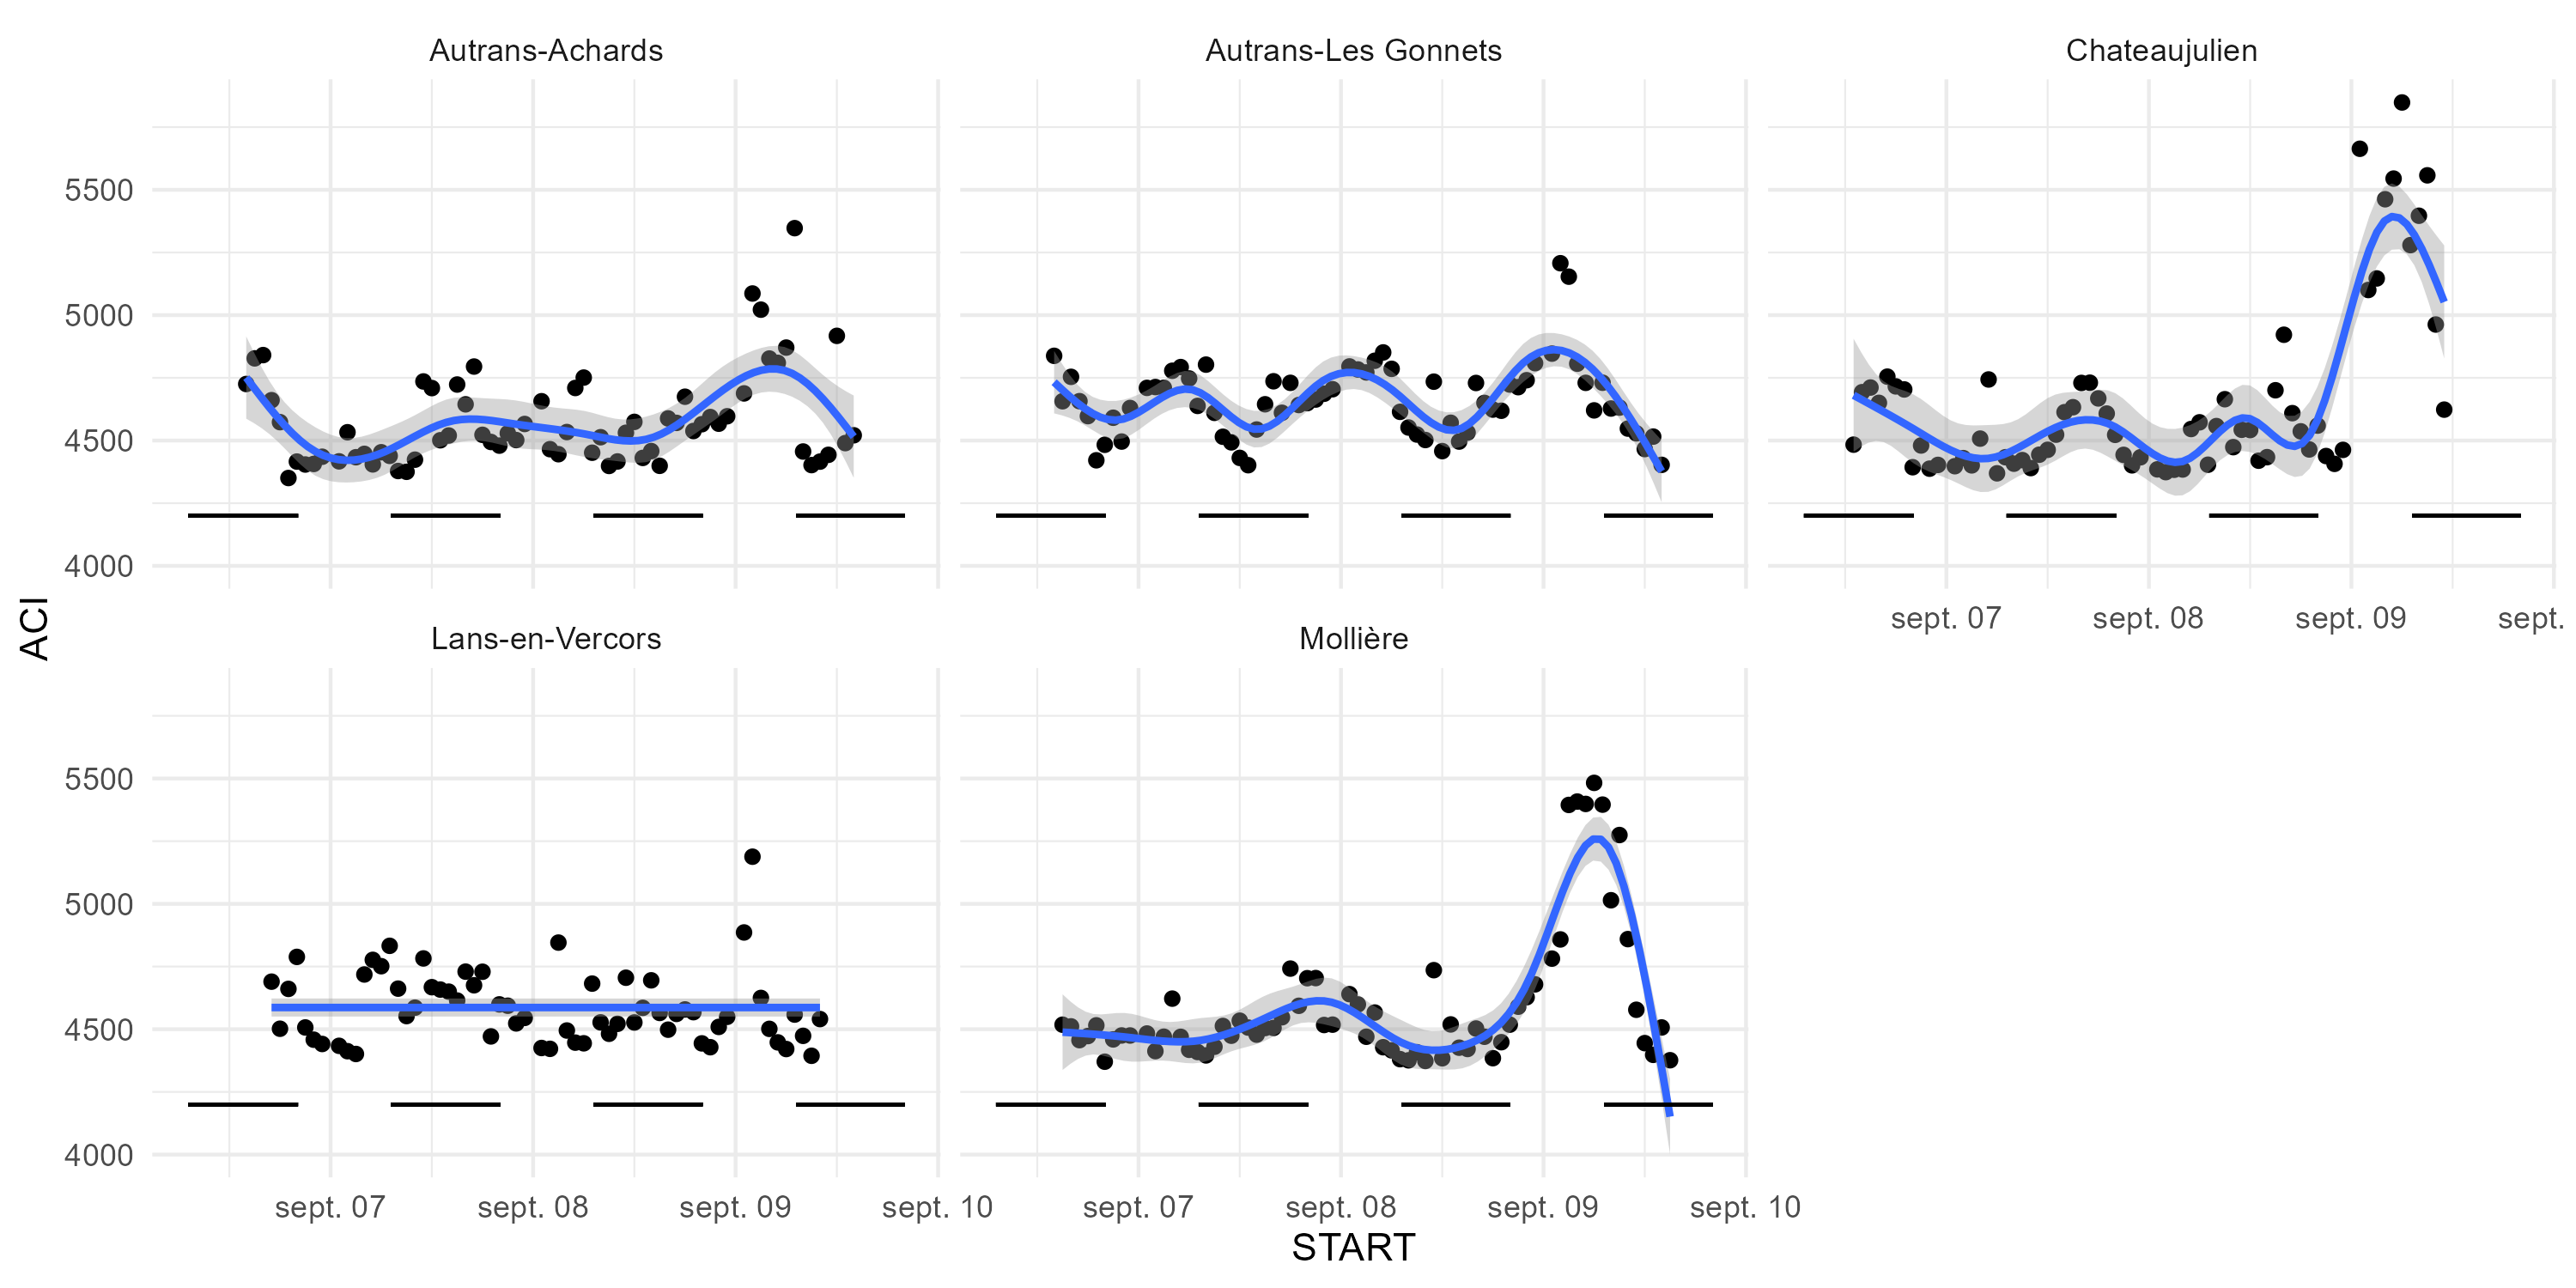 Autrans-Achards
Autrans-Les Gonnets
Chateaujulien
5500
5000
4500
4000
sept. 07
sept. 08
sept. 09
sept.
ACI
Lans-en-Vercors
Mollière
5500
5000
4500
4000
sept. 07
sept. 08
sept. 09
sept. 10
sept. 07
sept. 08
sept. 09
sept. 10
START